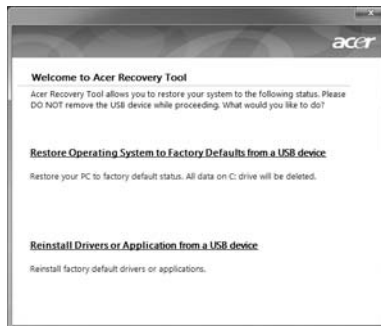 acer
Welcome to Acer Recovery Tool
Acer Recovery Tool allows you to restore your system to the following status. Please
DO NOT remove the USB device while proceeding. What would you like to do?
Restore Operating System to Factory Defaults from a USB device
Restore your PC to factory default status. All data on C: drive will be deleted.
Reinstall Drivers or Application from a USB device
Reinstall factory default drivers or applications.